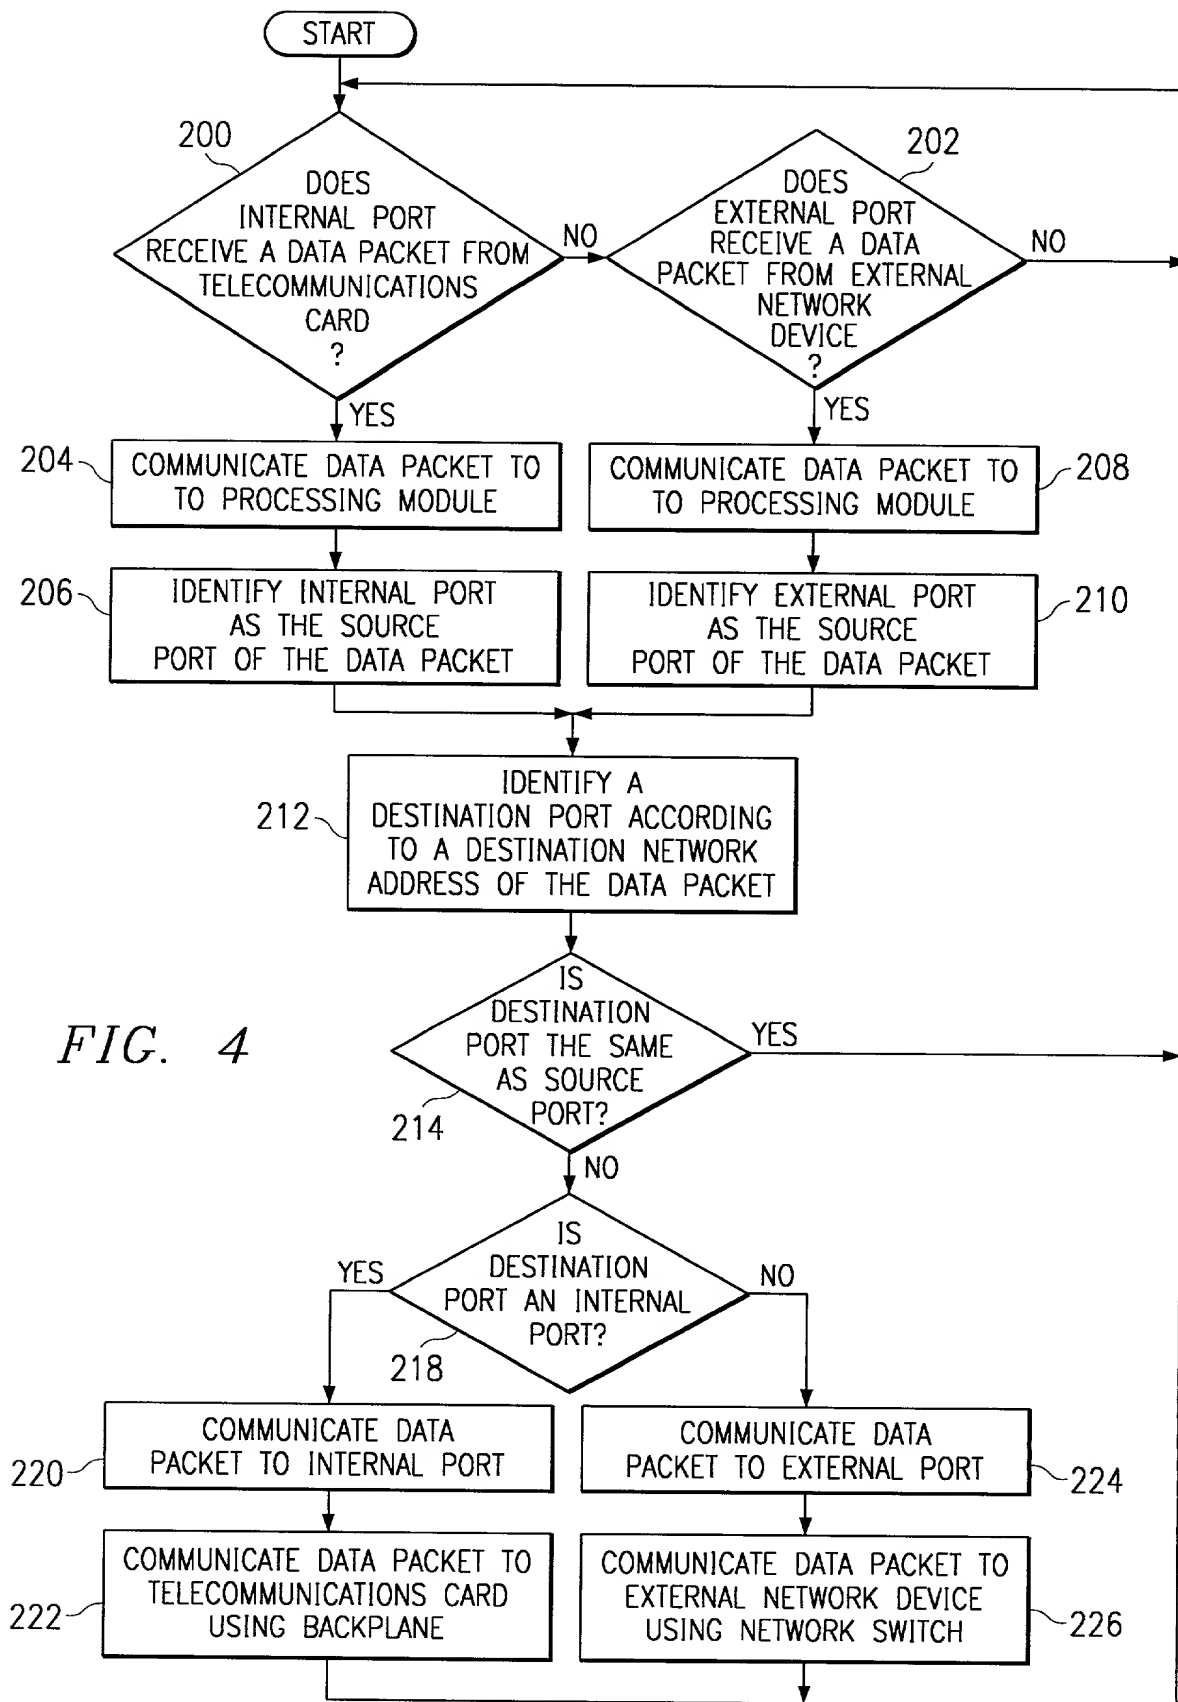 START
200
DOES
INTERNAL PORT
RECEIVE A DATA PACKET FROM
TELECOMMUNICATIONS
CARD
?
NO
202
DOES
EXTERNAL PORT
RECEIVE A DATA
PACKET FROM EXTERNAL
NETWORK
DEVICE
?
NO
YES
YES
204
COMMUNICATE DATA PACKET TO
TO PROCESSING MODULE
COMMUNICATE DATA PACKET TO
TO PROCESSING MODULE
208
206
IDENTIFY INTERNAL PORT
AS THE SOURCE
PORT OF THE DATA PACKET
IDENTIFY EXTERNAL PORT
AS THE SOURCE
PORT OF THE DATA PACKET
210
212
IDENTIFY A
DESTINATION PORT ACCORDING
TO A DESTINATION NETWORK
ADDRESS OF THE DATA PACKET
FIG. 4
IS
DESTINATION
PORT THE SAME
AS SOURCE
PORT?
214
YES
NO
IS
DESTINATION
PORT AN INTERNAL
PORT?
218
YES
NO
220
COMMUNICATE DATA
PACKET TO INTERNAL PORT
COMMUNICATE DATA
PACKET TO EXTERNAL PORT
224
222
COMMUNICATE DATA PACKET TO
TELECOMMUNICATIONS CARD
USING BACKPLANE
COMMUNICATE DATA PACKET TO
EXTERNAL NETWORK DEVICE
USING NETWORK SWITCH
226